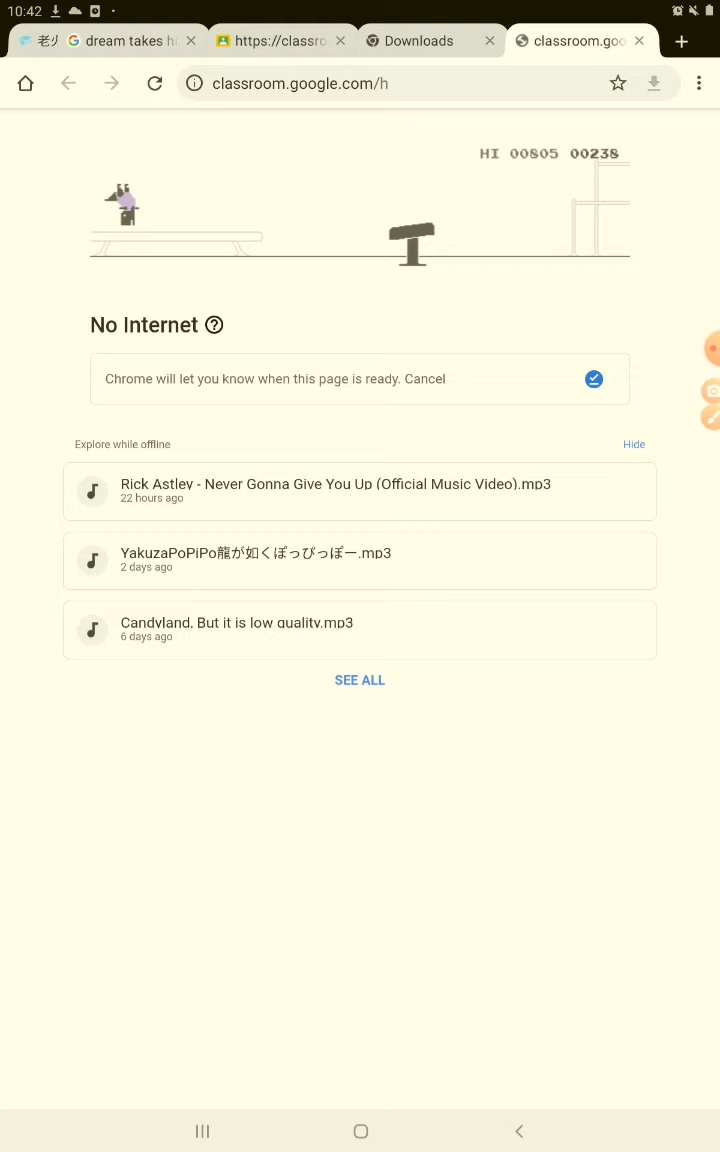 10:42
老 dream takes hi https://classro Downloads classroom.goo
classroom.google.com/h
HI 00805 00238
No Internet
Chrome will let you know when this page is ready. Cancel
Explore while offline Hide
Rick Astley - Never Gonna Give You Up (Official Music Video).mp3
22 hours ago
YakuzaPoPiPo龍が如くぽっぴっぽー.mp3
2 days ago
Candyland. But it is low quality.mp3
6 days ago
SEE ALL